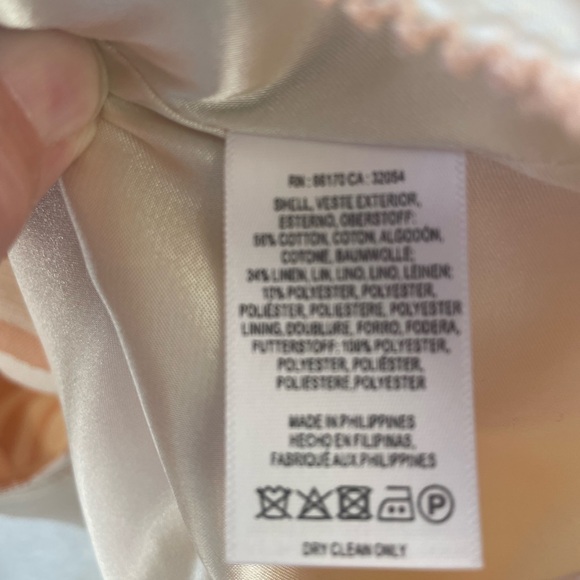 RN : 66170 CA : 32054
SHELL, VESTE EXTERIOR,
ESTERNO, OBERSTOFF:
56% COTTON, COTON, ALGODÓN,
COTONE, BAUMWOLLE;
34% LINEN, LIN, LINO, LINO, LEINEN;
10% POLYESTER, POLYESTER,
POLIÉSTER, POLIESTERE, POLYESTER
LINING, DOUBLURE, FORRO, FODERA,
FUTTERSTOFF: 100% POLYESTER,
POLYESTER, POLIÉSTER,
POLIESTERE, POLYESTER
MADE IN PHILIPPINES
HECHO EN FILIPINAS,
FABRIQUÉ AUX PHILIPPINES
P
DRY CLEAN ONLY